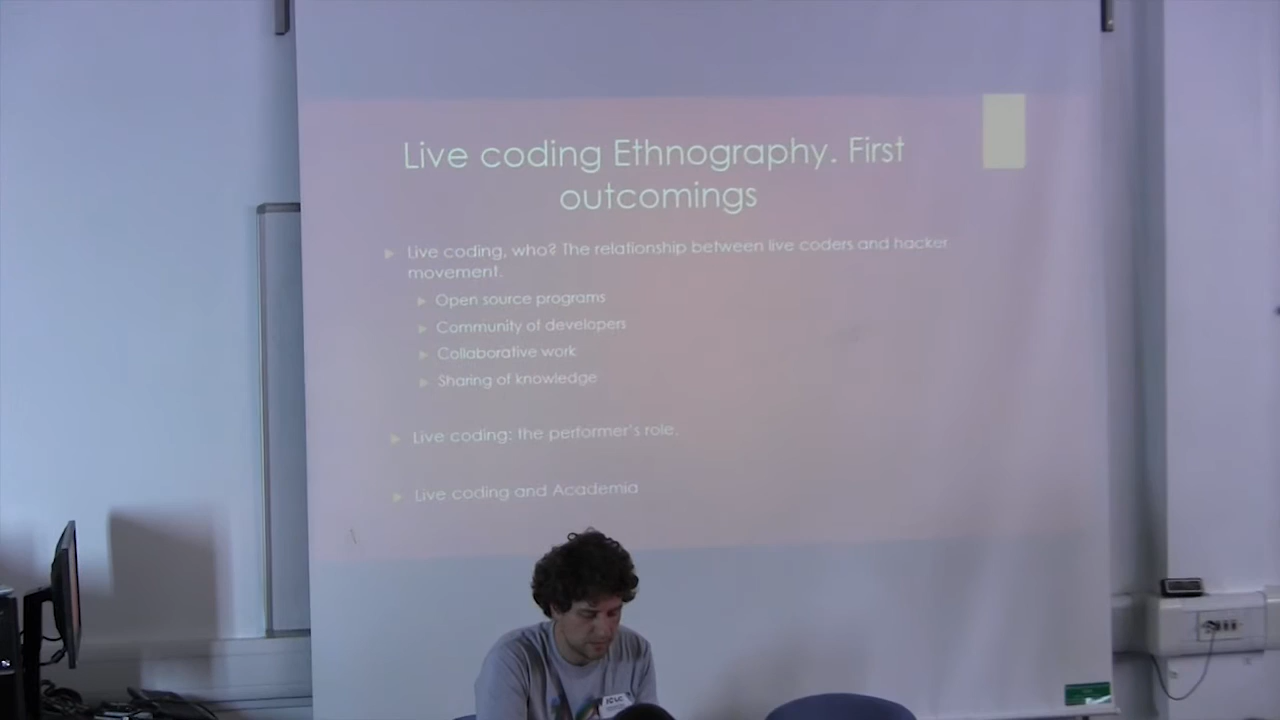 Live coding Ethnography. First
outcomings
Live coding, who? The relationship between live coders and hacker
movement.
Open source programs
Community of developers
Collaborative work
Sharing of knowledge
Live coding: the performer's role.
Live coding and Academia